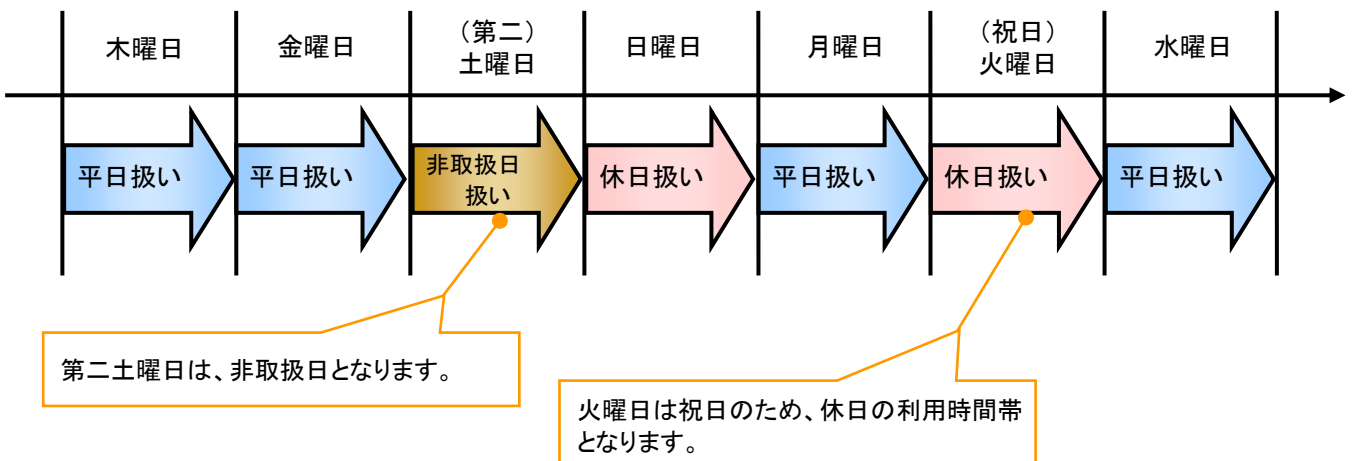 木曜日
金曜日
（第二）
土曜日
日曜日
月曜日
（祝日）
火曜日
水曜日
平日扱い
平日扱い
非取扱日
扱い
休日扱い
平日扱い
休日扱い
平日扱い
第二土曜日は、非取扱日となります。
火曜日は祝日のため、休日の利用時間帯
となります。